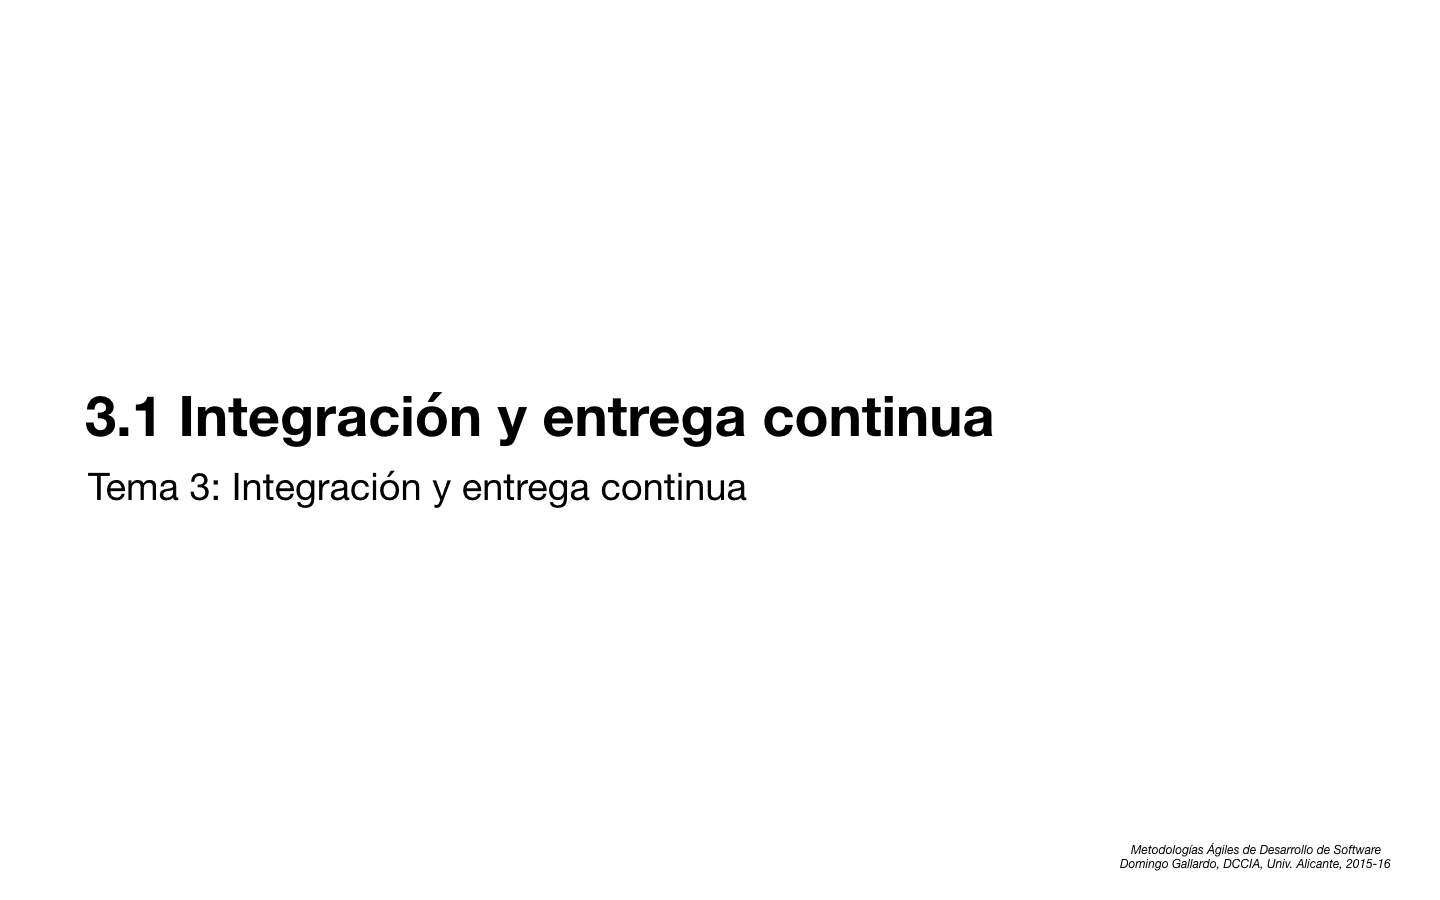 3.1 Integración y entrega continua
Tema 3: Integración y entrega continua
Metodologías Ágiles de Desarrollo de Software
Domingo Gallardo, DCCIA, Univ. Alicante, 2015-16